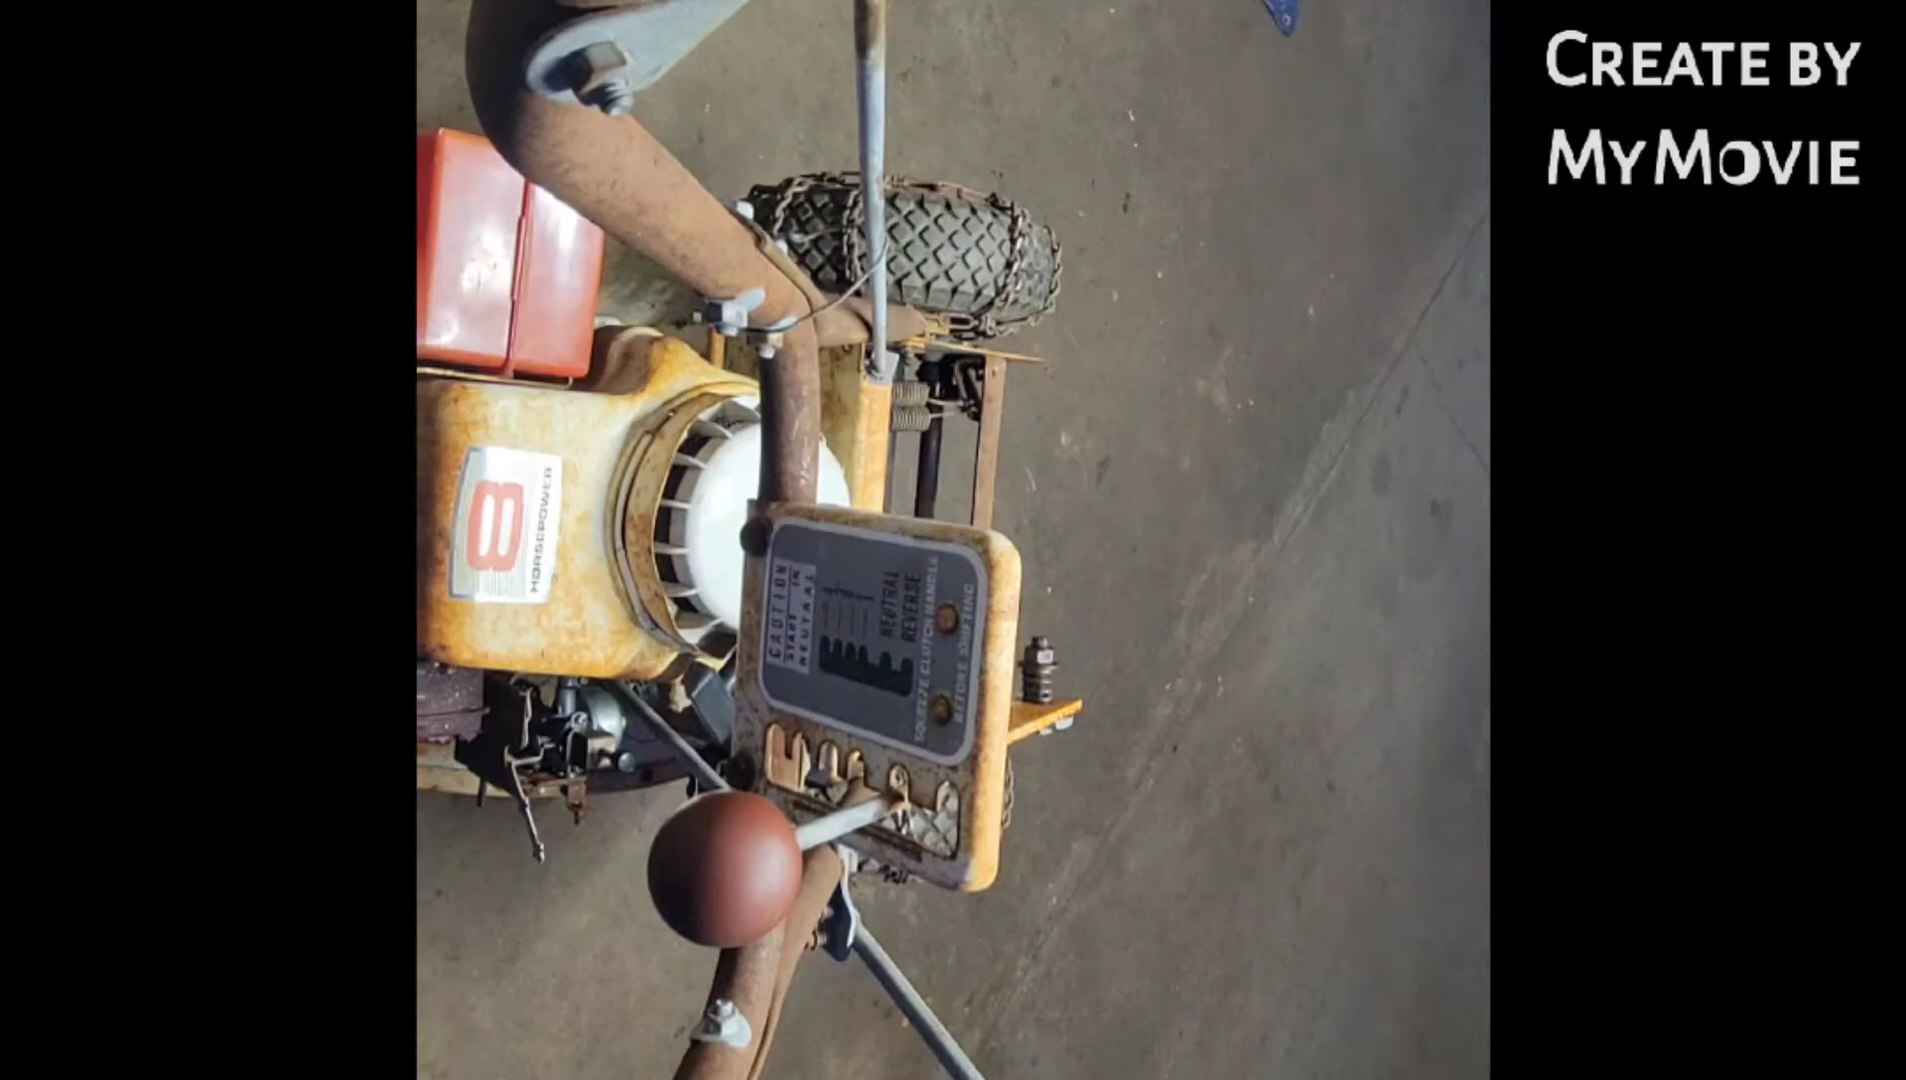 CREATE BY
MYMOVIE
8
HORSEPOWER
CAUTION
START IN
NEUTRAL
NEUTRAL
REVERSE
SQUEEZE CLUTCH HANDLE
BEFORE SHIFTING